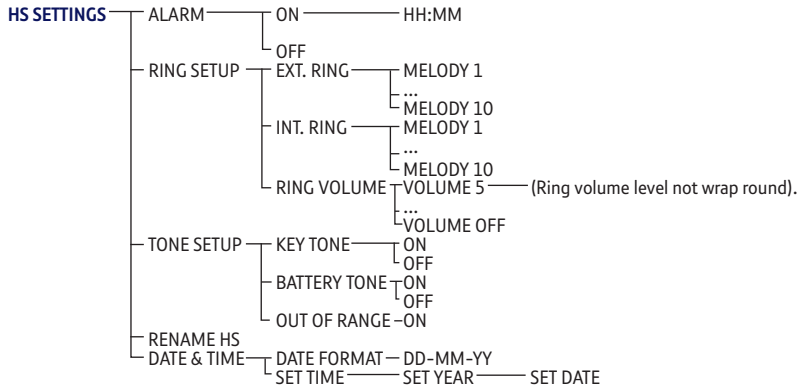 HS SETTINGS ALARM ON HH:MM
OFF
RING SETUP EXT. RING MELODY 1
...
MELODY 10
INT. RING MELODY 1
...
MELODY 10
RING VOLUME VOLUME 5 (Ring volume level not wrap round).
...
VOLUME OFF
TONE SETUP KEY TONE ON
OFF
BATTERY TONE ON
OFF
OUT OF RANGE ON
RENAME HS
DATE & TIME DATE FORMAT DD-MM-YY
SET TIME SET YEAR SET DATE